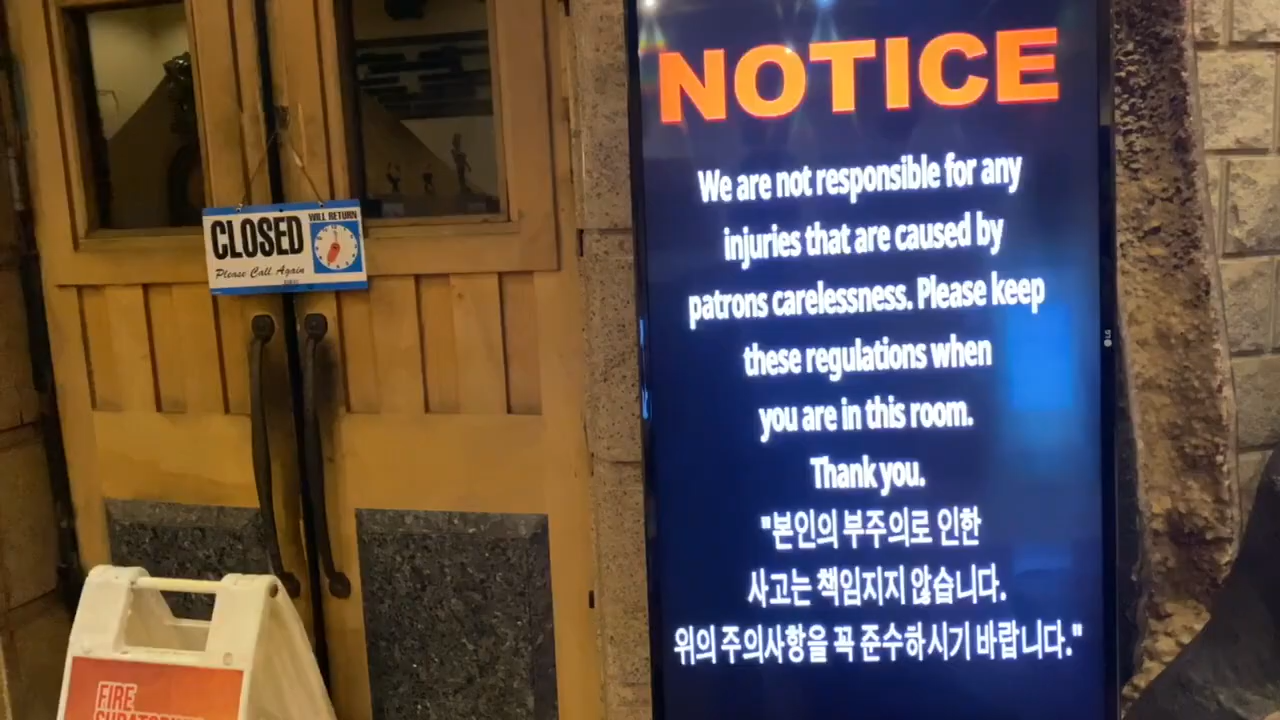 CLOSED
WILL RETURN
Please Call Again
NOTICE
We are not responsible for any
injuries that are caused by
patrons carelessness. Please keep
these regulations when
you are in this room.
Thank you.
"본인의 부주의로 인한
사고는 책임지지 않습니다.
위의 주의사항을 꼭 준수하시기 바랍니다."
LG
FIRE